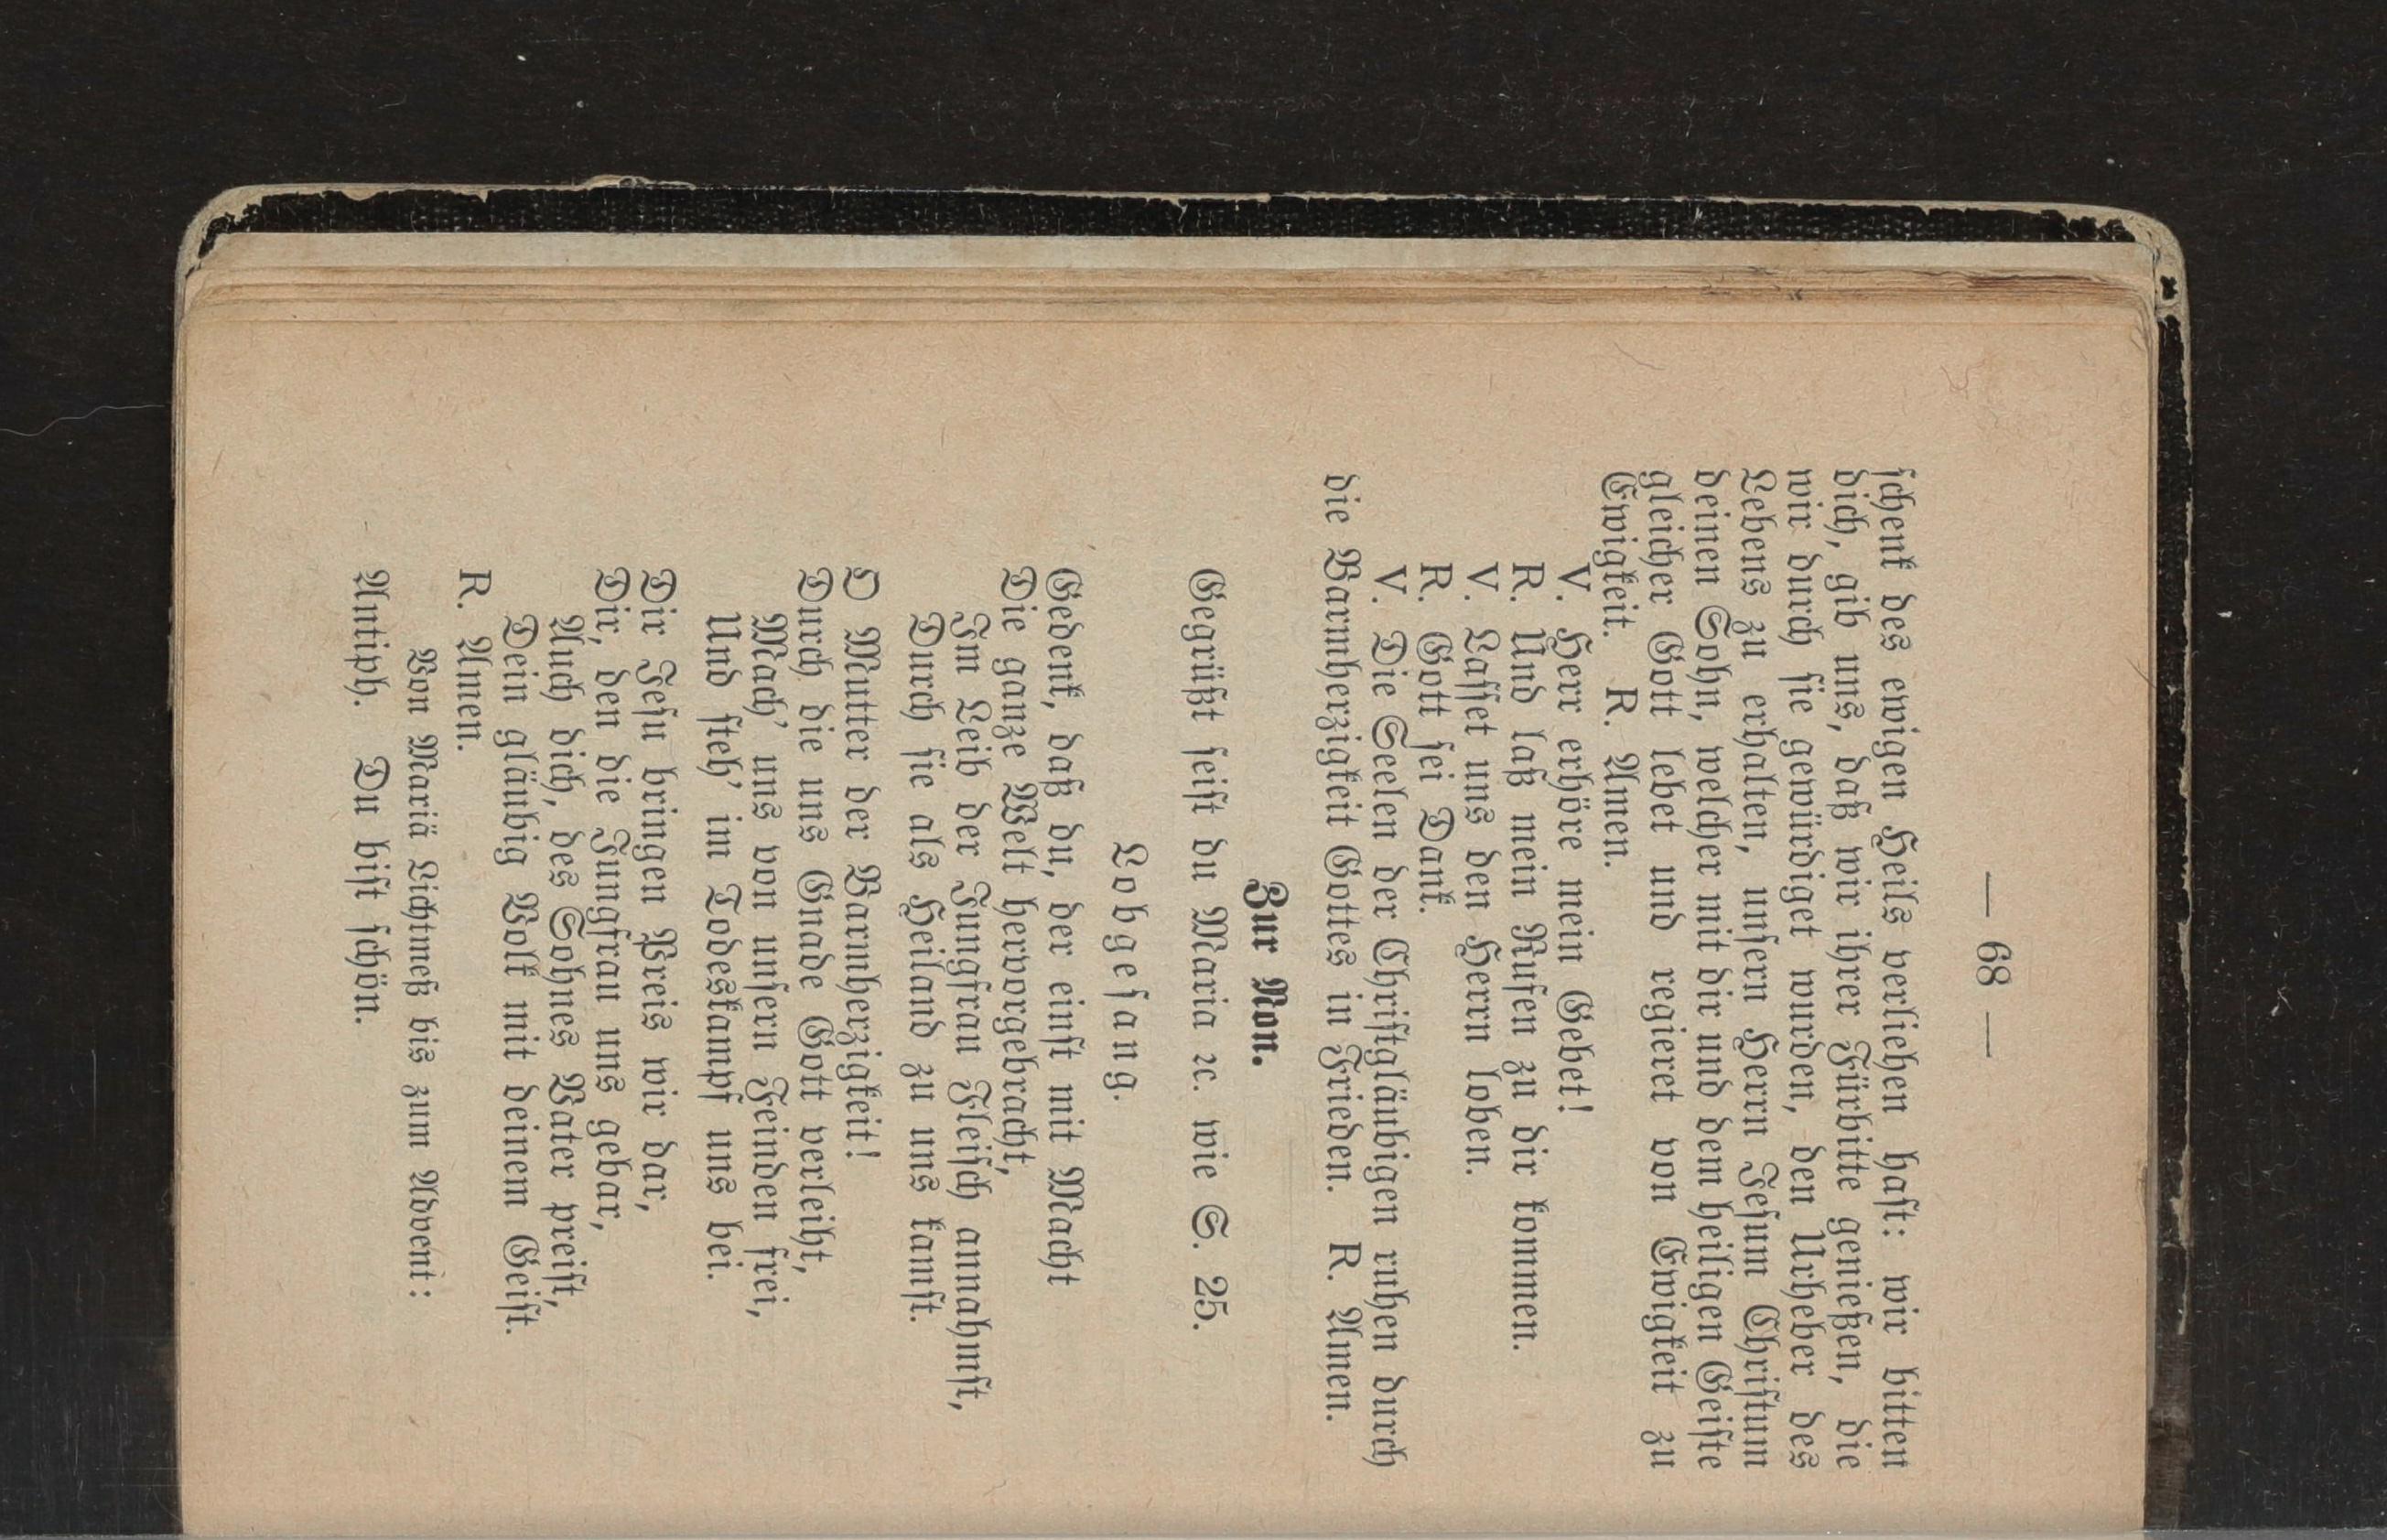 — 68 —
schenk des ewigen Heils verliehen hast: wir bitten
dich, gib uns, daß wir ihrer Fürbitte genießen, die
wir durch sie gewürdiget wurden, den Urheber des
Lebens zu erhalten, unsern Herrn Jesum Christum
deinen Sohn, welcher mit dir und dem heiligen Geiste
gleicher Gott lebet und regieret von Ewigkeit zu
Ewigkeit. R. Amen.
V. Herr erhöre mein Gebet!
R. Und laß mein Rufen zu dir kommen.
V. Lasset uns den Herrn loben.
R. Gott sei Dank.
V. Die Seelen der Christgläubigen ruhen durch
die Barmherzigkeit Gottes in Frieden. R. Amen.
Zur Non.
Gegrüßt seist du Maria ꝛc. wie S. 25.
Lobgesang.
Gedenk, daß du, der einst mit Macht
Die ganze Welt hervorgebracht,
Im Leib der Jungfrau Fleisch annahmst,
Durch sie als Heiland zu uns kamst.
O Mutter der Barmherzigkeit!
Durch die uns Gnade Gott verleiht,
Mach' uns von unsern Feinden frei,
Und steh' im Todeskampf uns bei.
Dir Jesu bringen Preis wir dar,
Dir, den die Jungfrau uns gebar,
Auch dich, des Sohnes Vater preist,
Dein gläubig Volk mit deinem Geist.
R. Amen.
Von Mariä Lichtmeß bis zum Advent:
Antiph. Du bist schön.